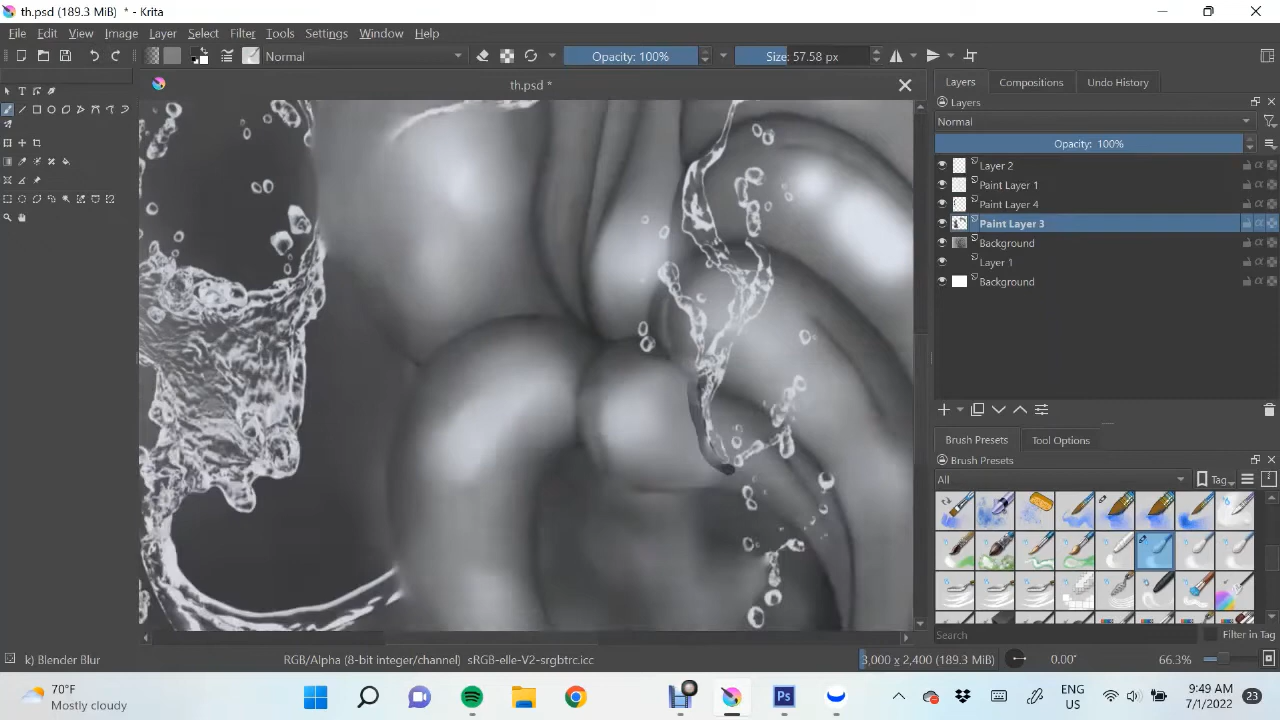 th.psd (189.3 MiB) * - Krita
File Edit View Image Layer Select Filter Tools Settings Window Help
Normal Opacity: 100% Size: 57.58 px
th.psd *
Layers Compositions Undo History
Layers
Normal
Opacity: 100%
Layer 2
Paint Layer 1
Paint Layer 4
Paint Layer 3
Background
Layer 1
Background
Brush Presets Tool Options
Brush Presets
All Tag
Search Filter in Tag
k) Blender Blur RGB/Alpha (8-bit integer/channel) sRGB-elle-V2-srgbtrc.icc 3,000 x 2,400 (189.3 MiB) 0.00° 66.3%
70°F
Mostly cloudy
Ps
ENG
US
9:49 AM
7/1/2022
23